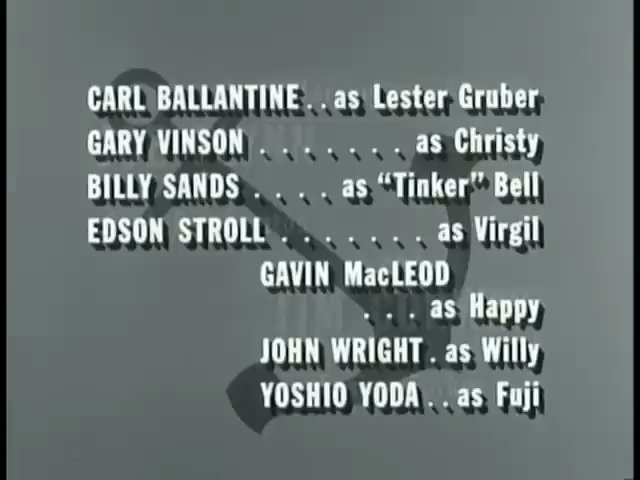 CARL BALLANTINE . . as Lester Gruber
GARY VINSON . . . . . . . as Christy
BILLY SANDS . . . . as "Tinker" Bell
EDSON STROLL . . . . . . . as Virgil
GAVIN MacLEOD
. . . as Happy
JOHN WRIGHT . as Willy
YOSHIO YODA . . as Fuji